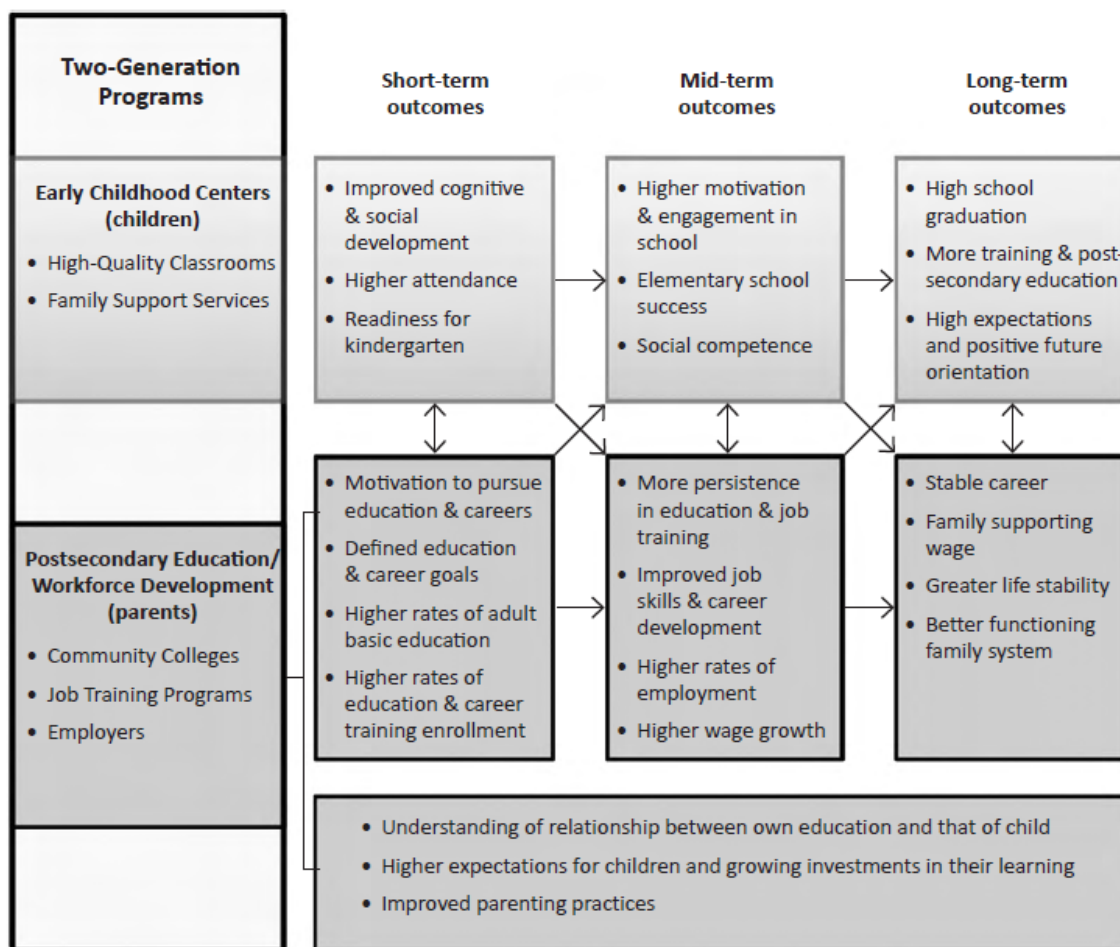 Two-Generation
Programs
Short-term
outcomes
Mid-term
outcomes
Long-term
outcomes
Early Childhood Centers
(children)
• High-Quality Classrooms
• Family Support Services
• Improved cognitive
& social
development
• Higher attendance
• Readiness for
kindergarten
• Higher motivation
& engagement in
school
• Elementary school
success
• Social competence
• High school
graduation
• More training & post-
secondary education
• High expectations
and positive future
orientation
Postsecondary Education/
Workforce Development
(parents)
• Community Colleges
• Job Training Programs
• Employers
• Motivation to pursue
education & careers
• Defined education
& career goals
• Higher rates of adult
basic education
• Higher rates of
education & career
training enrollment
• More persistence
in education & job
training
• Improved job
skills & career
development
• Higher rates of
employment
• Higher wage growth
• Stable career
• Family supporting
wage
• Greater life stability
• Better functioning
family system
• Understanding of relationship between own education and that of child
• Higher expectations for children and growing investments in their learning
• Improved parenting practices